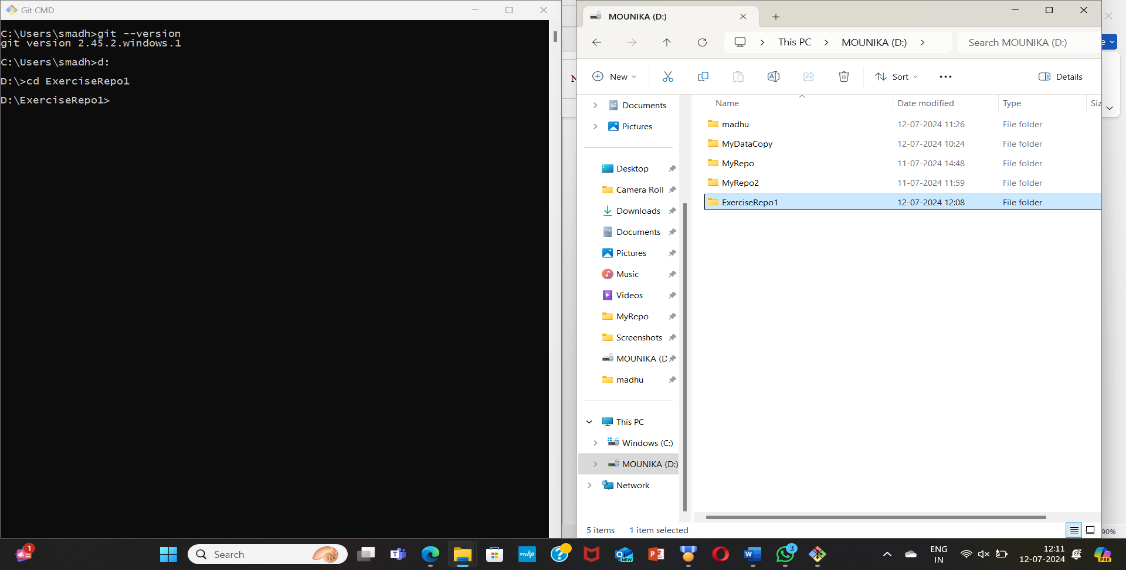 Git CMD
C:\Users\smadh>git --version
git version 2.45.2.windows.1
C:\Users\smadh>d:
D:\>cd ExerciseRepo1
D:\ExerciseRepo1>
MOUNIKA (D:)
This PC > MOUNIKA (D:) >
Search MOUNIKA (D:)
New
Sort
Details
Name Date modified Type Siz
madhu 12-07-2024 11:26 File folder
MyDataCopy 12-07-2024 10:24 File folder
MyRepo 11-07-2024 14:48 File folder
MyRepo2 11-07-2024 11:59 File folder
ExerciseRepo1 12-07-2024 12:08 File folder
Documents
Pictures
Desktop
Camera Roll
Downloads
Documents
Pictures
Music
Videos
MyRepo
Screenshots
MOUNIKA (D
madhu
This PC
Windows (C:)
MOUNIKA (D:)
Network
5 items 1 item selected
90%
1
Search
3
ENG
IN
12:11
12-07-2024